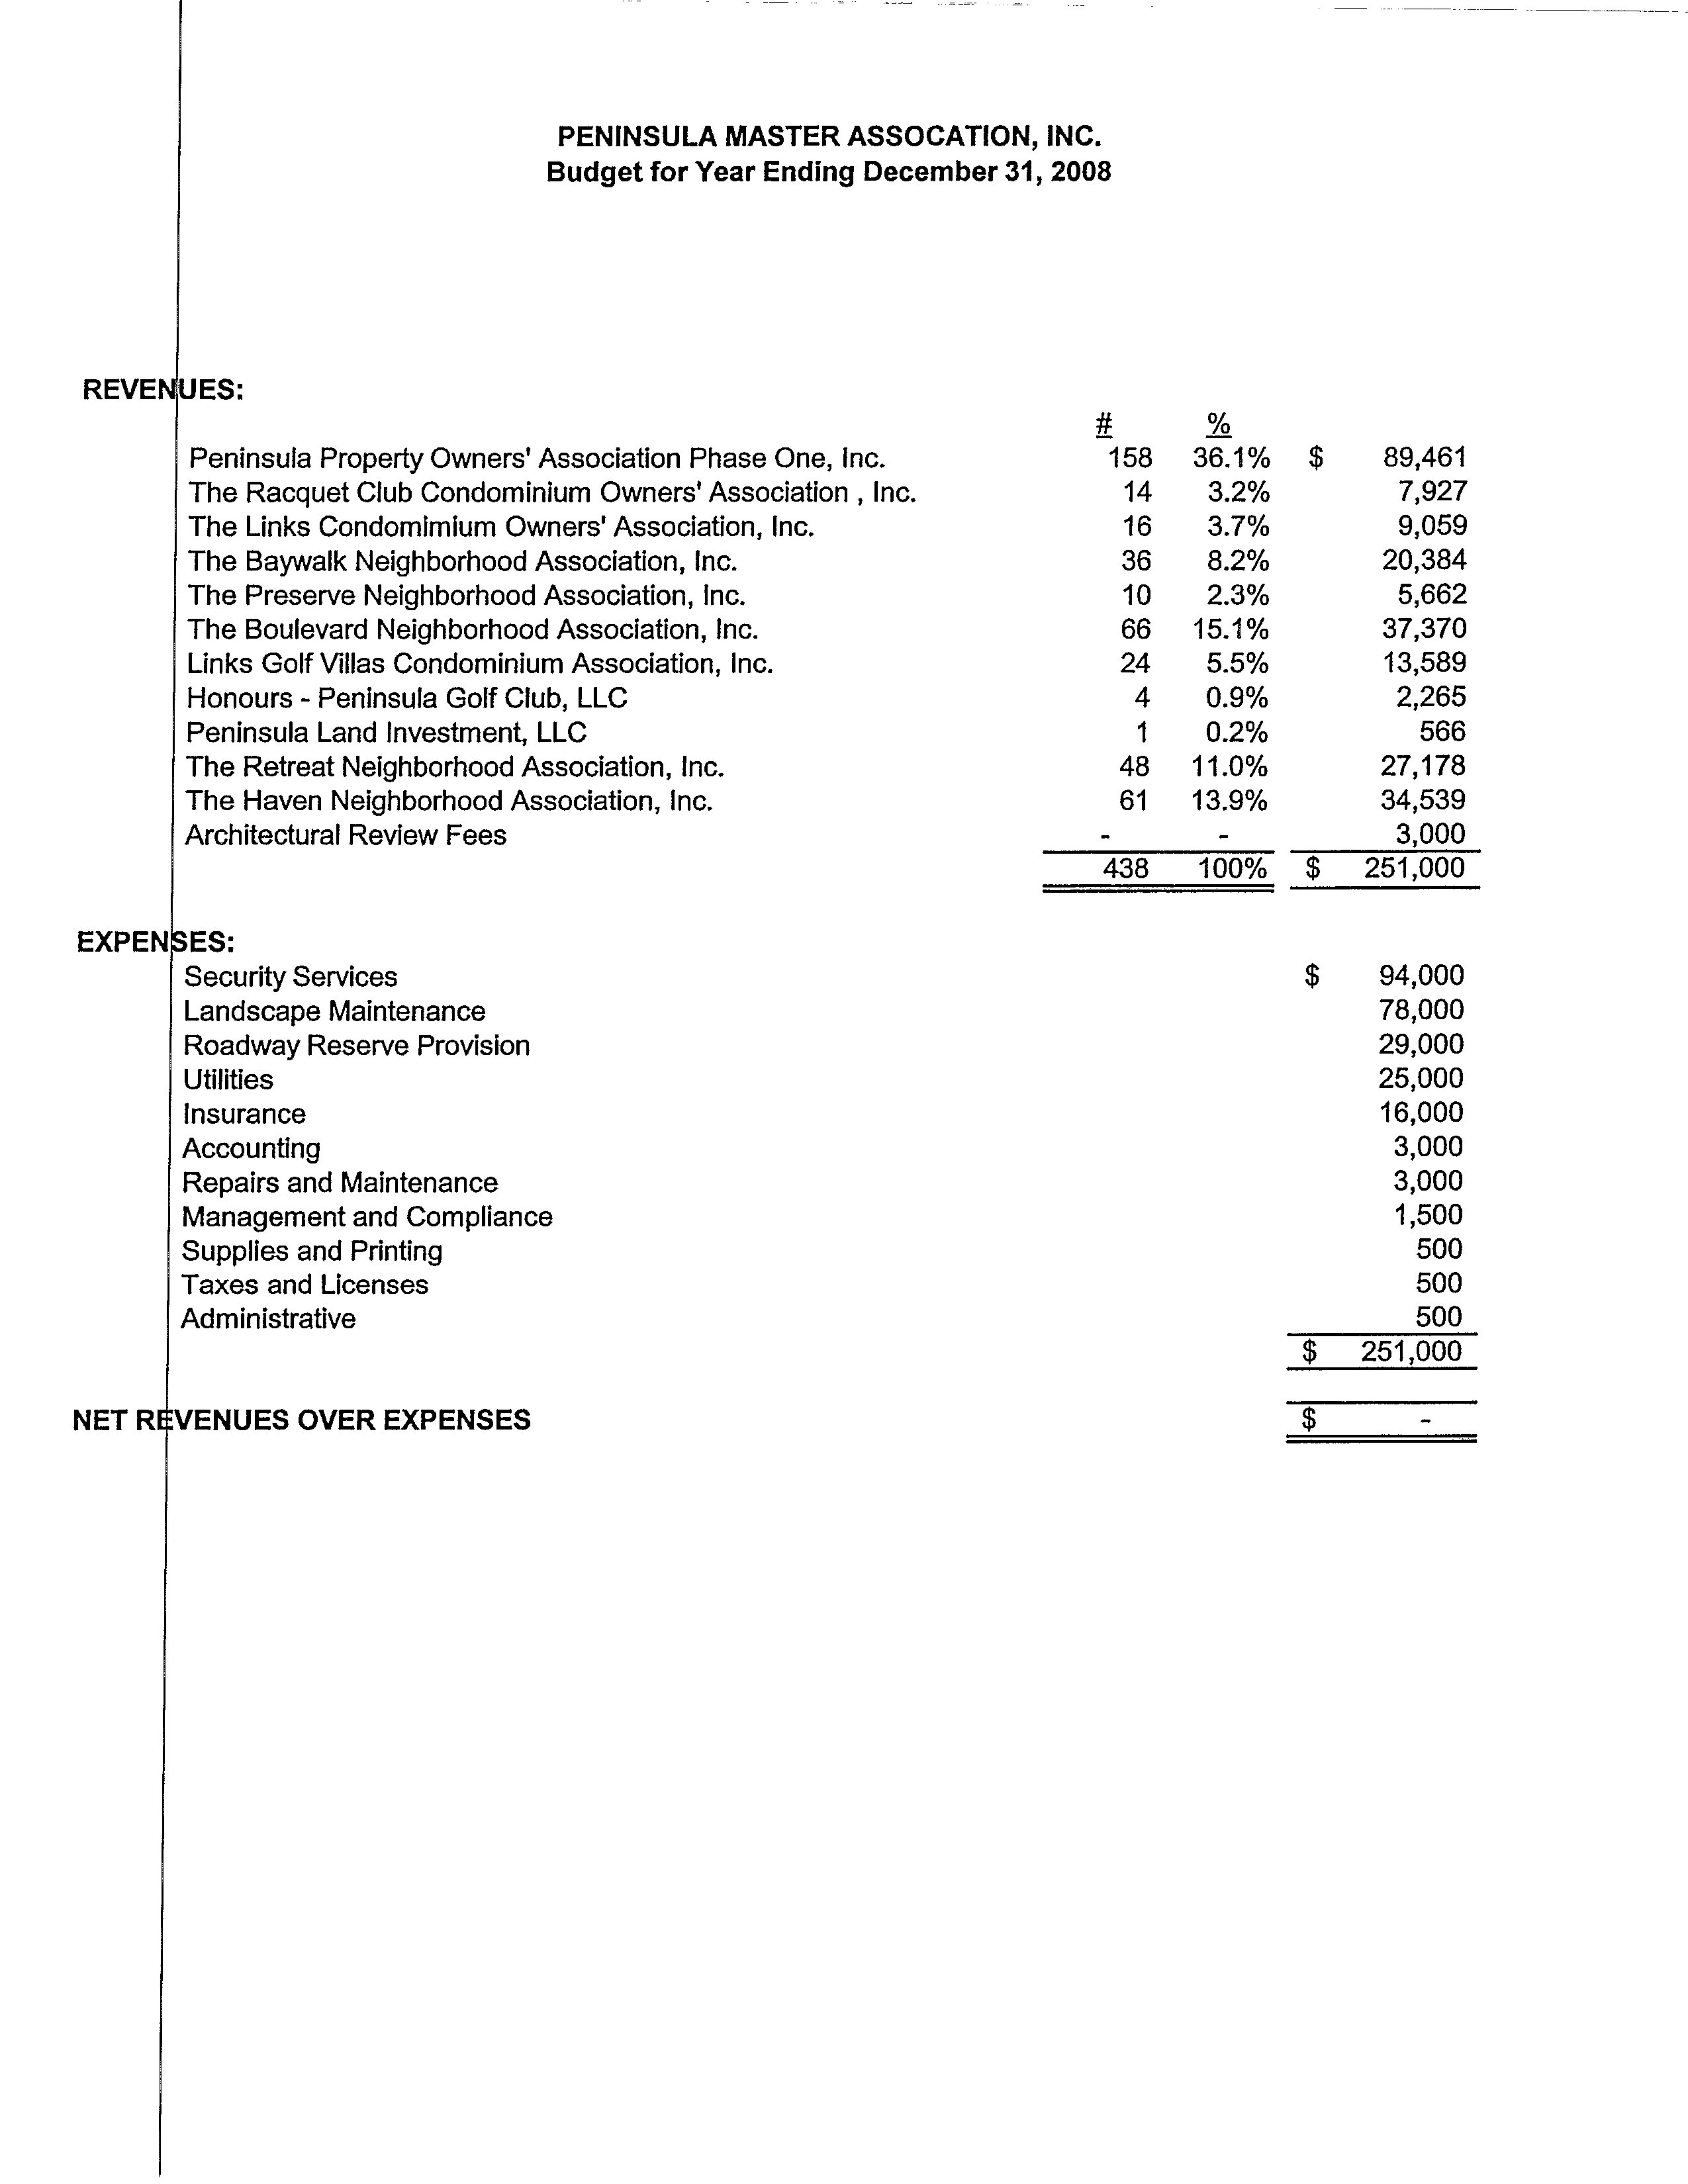 PENINSULA MASTER ASSOCATION, INC.
Budget for Year Ending December 31, 2008
REVENUES:
# %
Peninsula Property Owners' Association Phase One, Inc. 158 36.1% $ 89,461
The Racquet Club Condominium Owners' Association , Inc. 14 3.2% 7,927
The Links Condomimium Owners' Association, Inc. 16 3.7% 9,059
The Baywalk Neighborhood Association, Inc. 36 8.2% 20,384
The Preserve Neighborhood Association, Inc. 10 2.3% 5,662
The Boulevard Neighborhood Association, Inc. 66 15.1% 37,370
Links Golf Villas Condominium Association, Inc. 24 5.5% 13,589
Honours - Peninsula Golf Club, LLC 4 0.9% 2,265
Peninsula Land Investment, LLC 1 0.2% 566
The Retreat Neighborhood Association, Inc. 48 11.0% 27,178
The Haven Neighborhood Association, Inc. 61 13.9% 34,539
Architectural Review Fees - - 3,000
438 100% $ 251,000
EXPENSES:
Security Services $ 94,000
Landscape Maintenance 78,000
Roadway Reserve Provision 29,000
Utilities 25,000
Insurance 16,000
Accounting 3,000
Repairs and Maintenance 3,000
Management and Compliance 1,500
Supplies and Printing 500
Taxes and Licenses 500
Administrative 500
$ 251,000
NET REVENUES OVER EXPENSES $ -